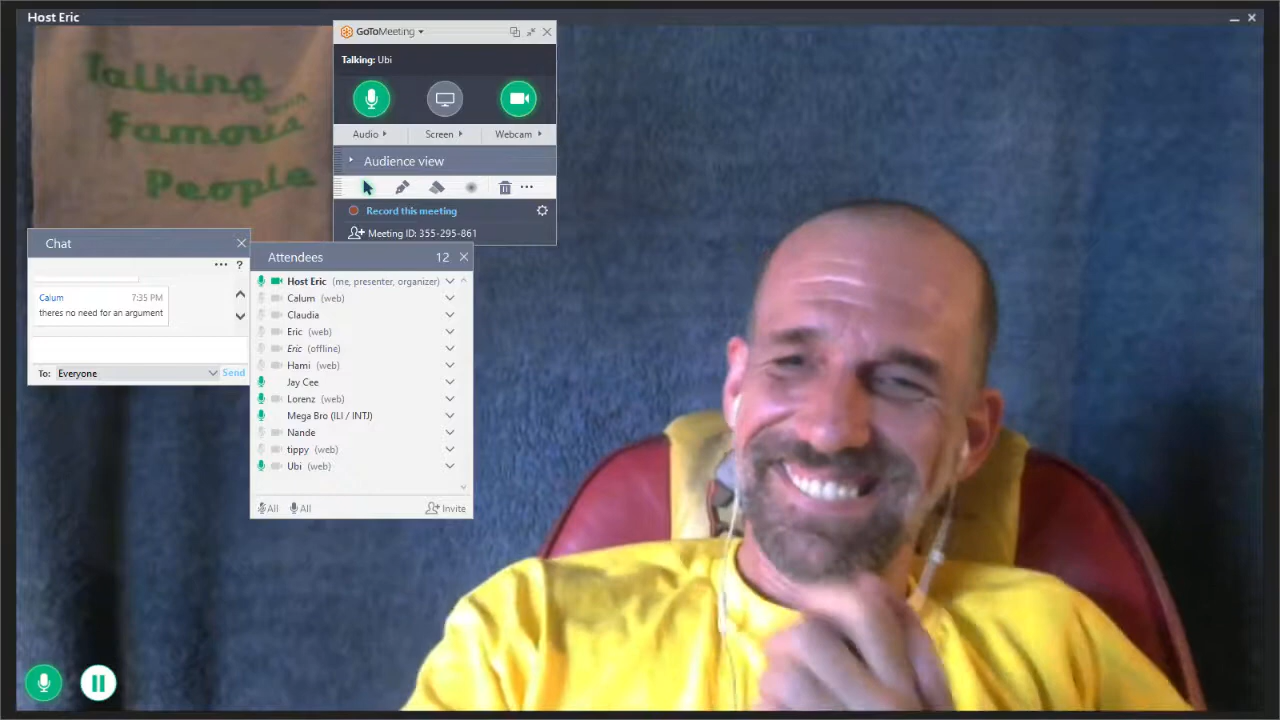 Host Eric
Talking
Famous
People
GoToMeeting
Talking: Ubi
Audio
Screen
Webcam
Audience view
Record this meeting
Meeting ID: 355-295-861
Chat
... ?
Calum 7:35 PM
theres no need for an argument
To: Everyone Send
Attendees 12
Host Eric (me, presenter, organizer)
Calum (web)
Claudia
Eric (web)
Eric (offline)
Hami (web)
Jay Cee
Lorenz (web)
Mega Bro (ILI / INTJ)
Nande
tippy (web)
Ubi (web)
All All Invite